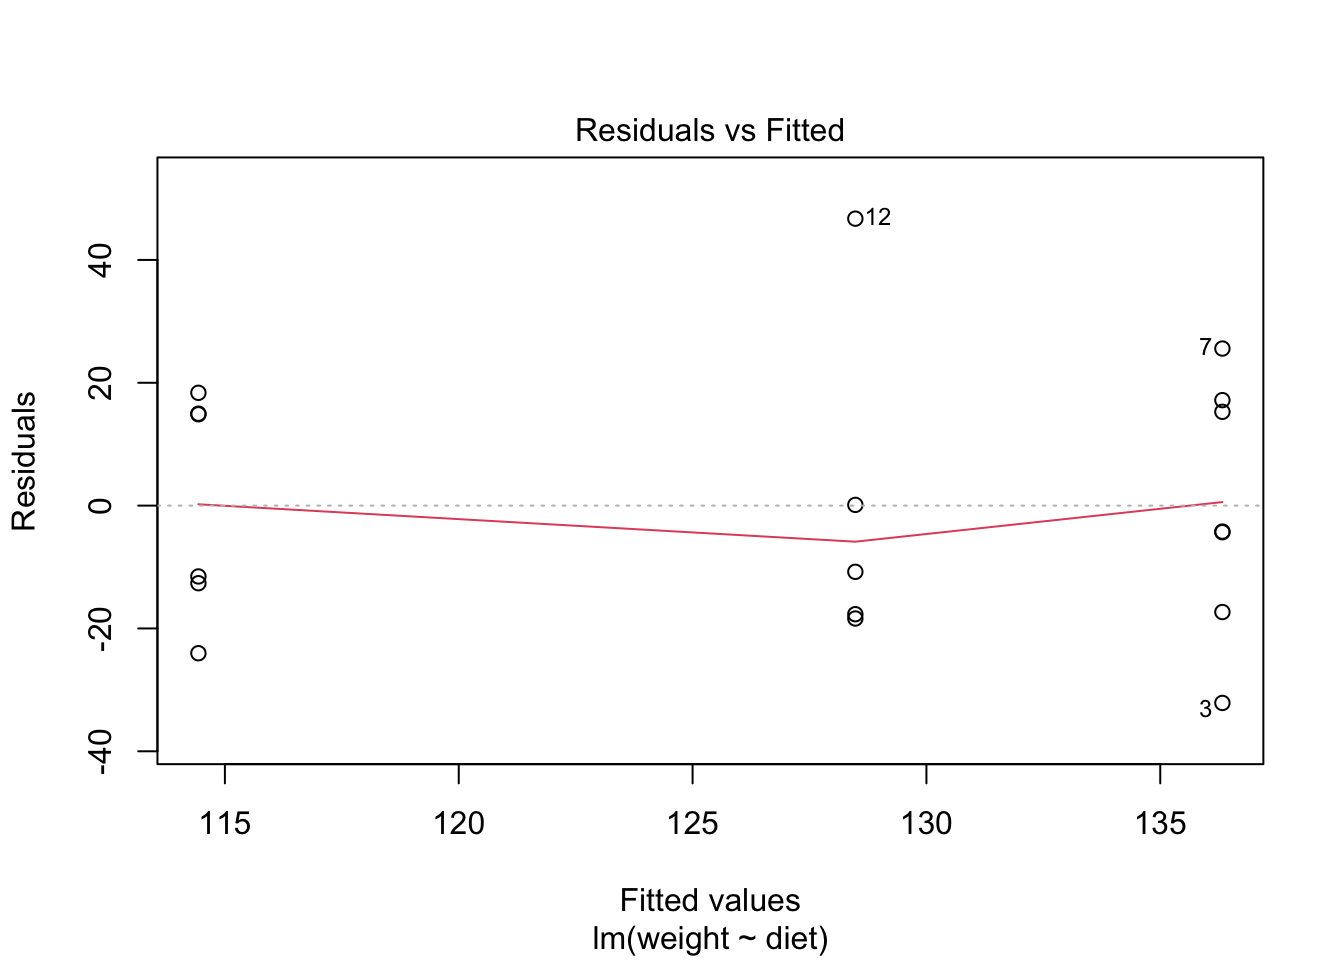 Residuals vs Fitted
Residuals
40
20
0
-20
-40
12
7
3
115 120 125 130 135
Fitted values
lm(weight ~ diet)